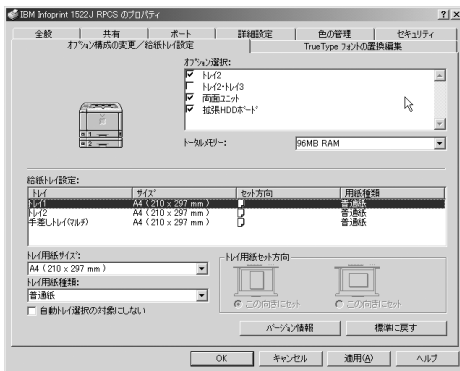 IBM Infoprint 1522J RPCS のプロパティ
全般 共有 ポート 詳細設定 色の管理 セキュリティ
オプション構成の変更/給紙トレイ設定 TrueType フォントの置換編集
オプション選択:
トレイ2
トレイ2・トレイ3
両面ユニット
拡張HDDボード
トータルメモリー: 96MB RAM
給紙トレイ設定:
トレイ サイズ セット方向 用紙種類
トレイ1 A4 (210 x 297 mm) 普通紙
トレイ2 A4 (210 x 297 mm) 普通紙
手差しトレイ(マルチ) A4 (210 x 297 mm) 普通紙
トレイ用紙サイズ:
A4 (210 x 297 mm)
トレイ用紙種類:
普通紙
自動トレイ選択の対象にしない
トレイ用紙セット方向
この向きにセット この向きにセット
バージョン情報 標準に戻す
OK キャンセル 適用(A) ヘルプ